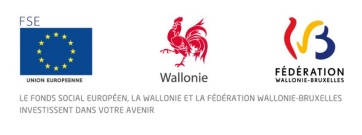 FSE
UNION EUROPEENNE
Wallonie
FÉDÉRATION
WALLONIE-BRUXELLES
LE FONDS SOCIAL EUROPÉEN, LA WALLONIE ET LA FÉDÉRATION WALLONIE-BRUXELLES
INVESTISSENT DANS VOTRE AVENIR